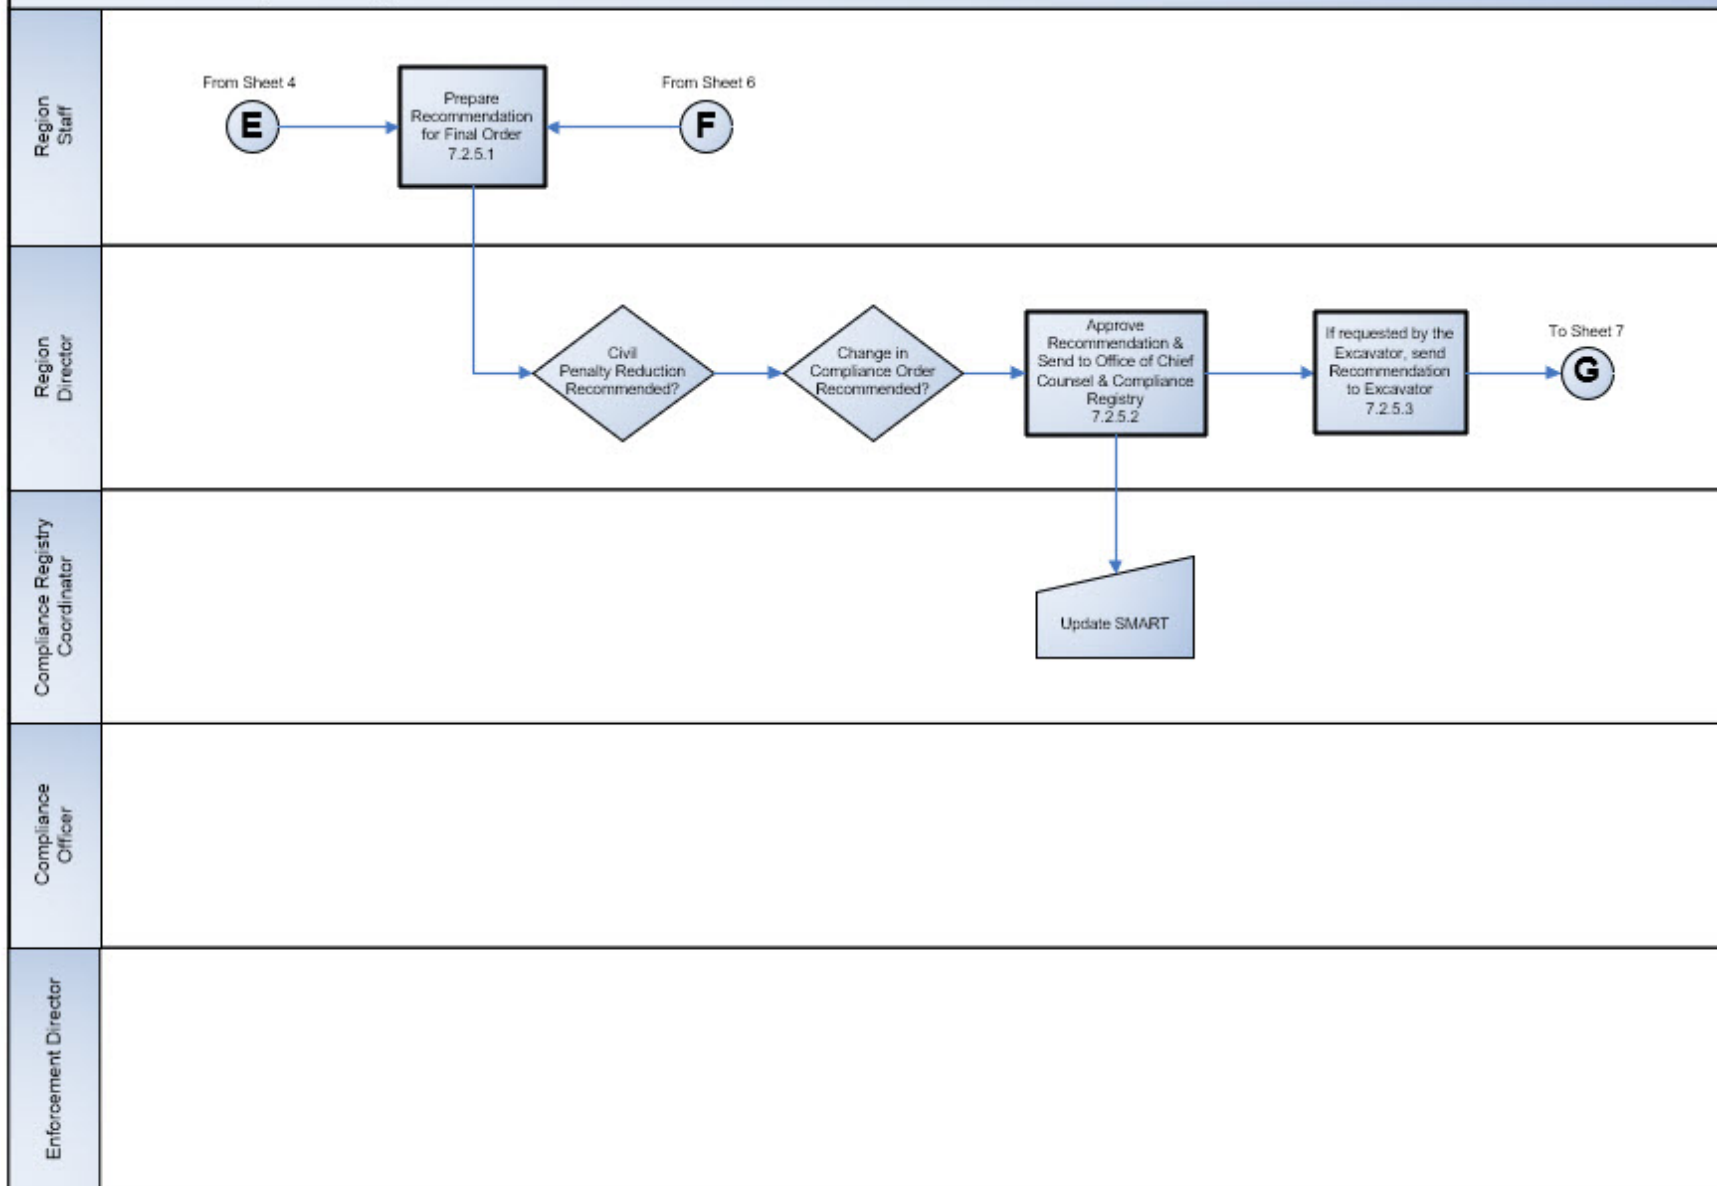 Region
Staff
From Sheet 4
E
Prepare
Recommendation
for Final Order
7.2.5.1
From Sheet 6
F
Region
Director
Civil
Penalty Reduction
Recommended?
Change in
Compliance Order
Recommended?
Approve
Recommendation &
Send to Office of Chief
Counsel & Compliance
Registry
7.2.5.2
If requested by the
Excavator, send
Recommendation
to Excavator
7.2.5.3
To Sheet 7
G
Compliance Registry
Coordinator
Update SMART
Compliance
Officer
Enforcement Director